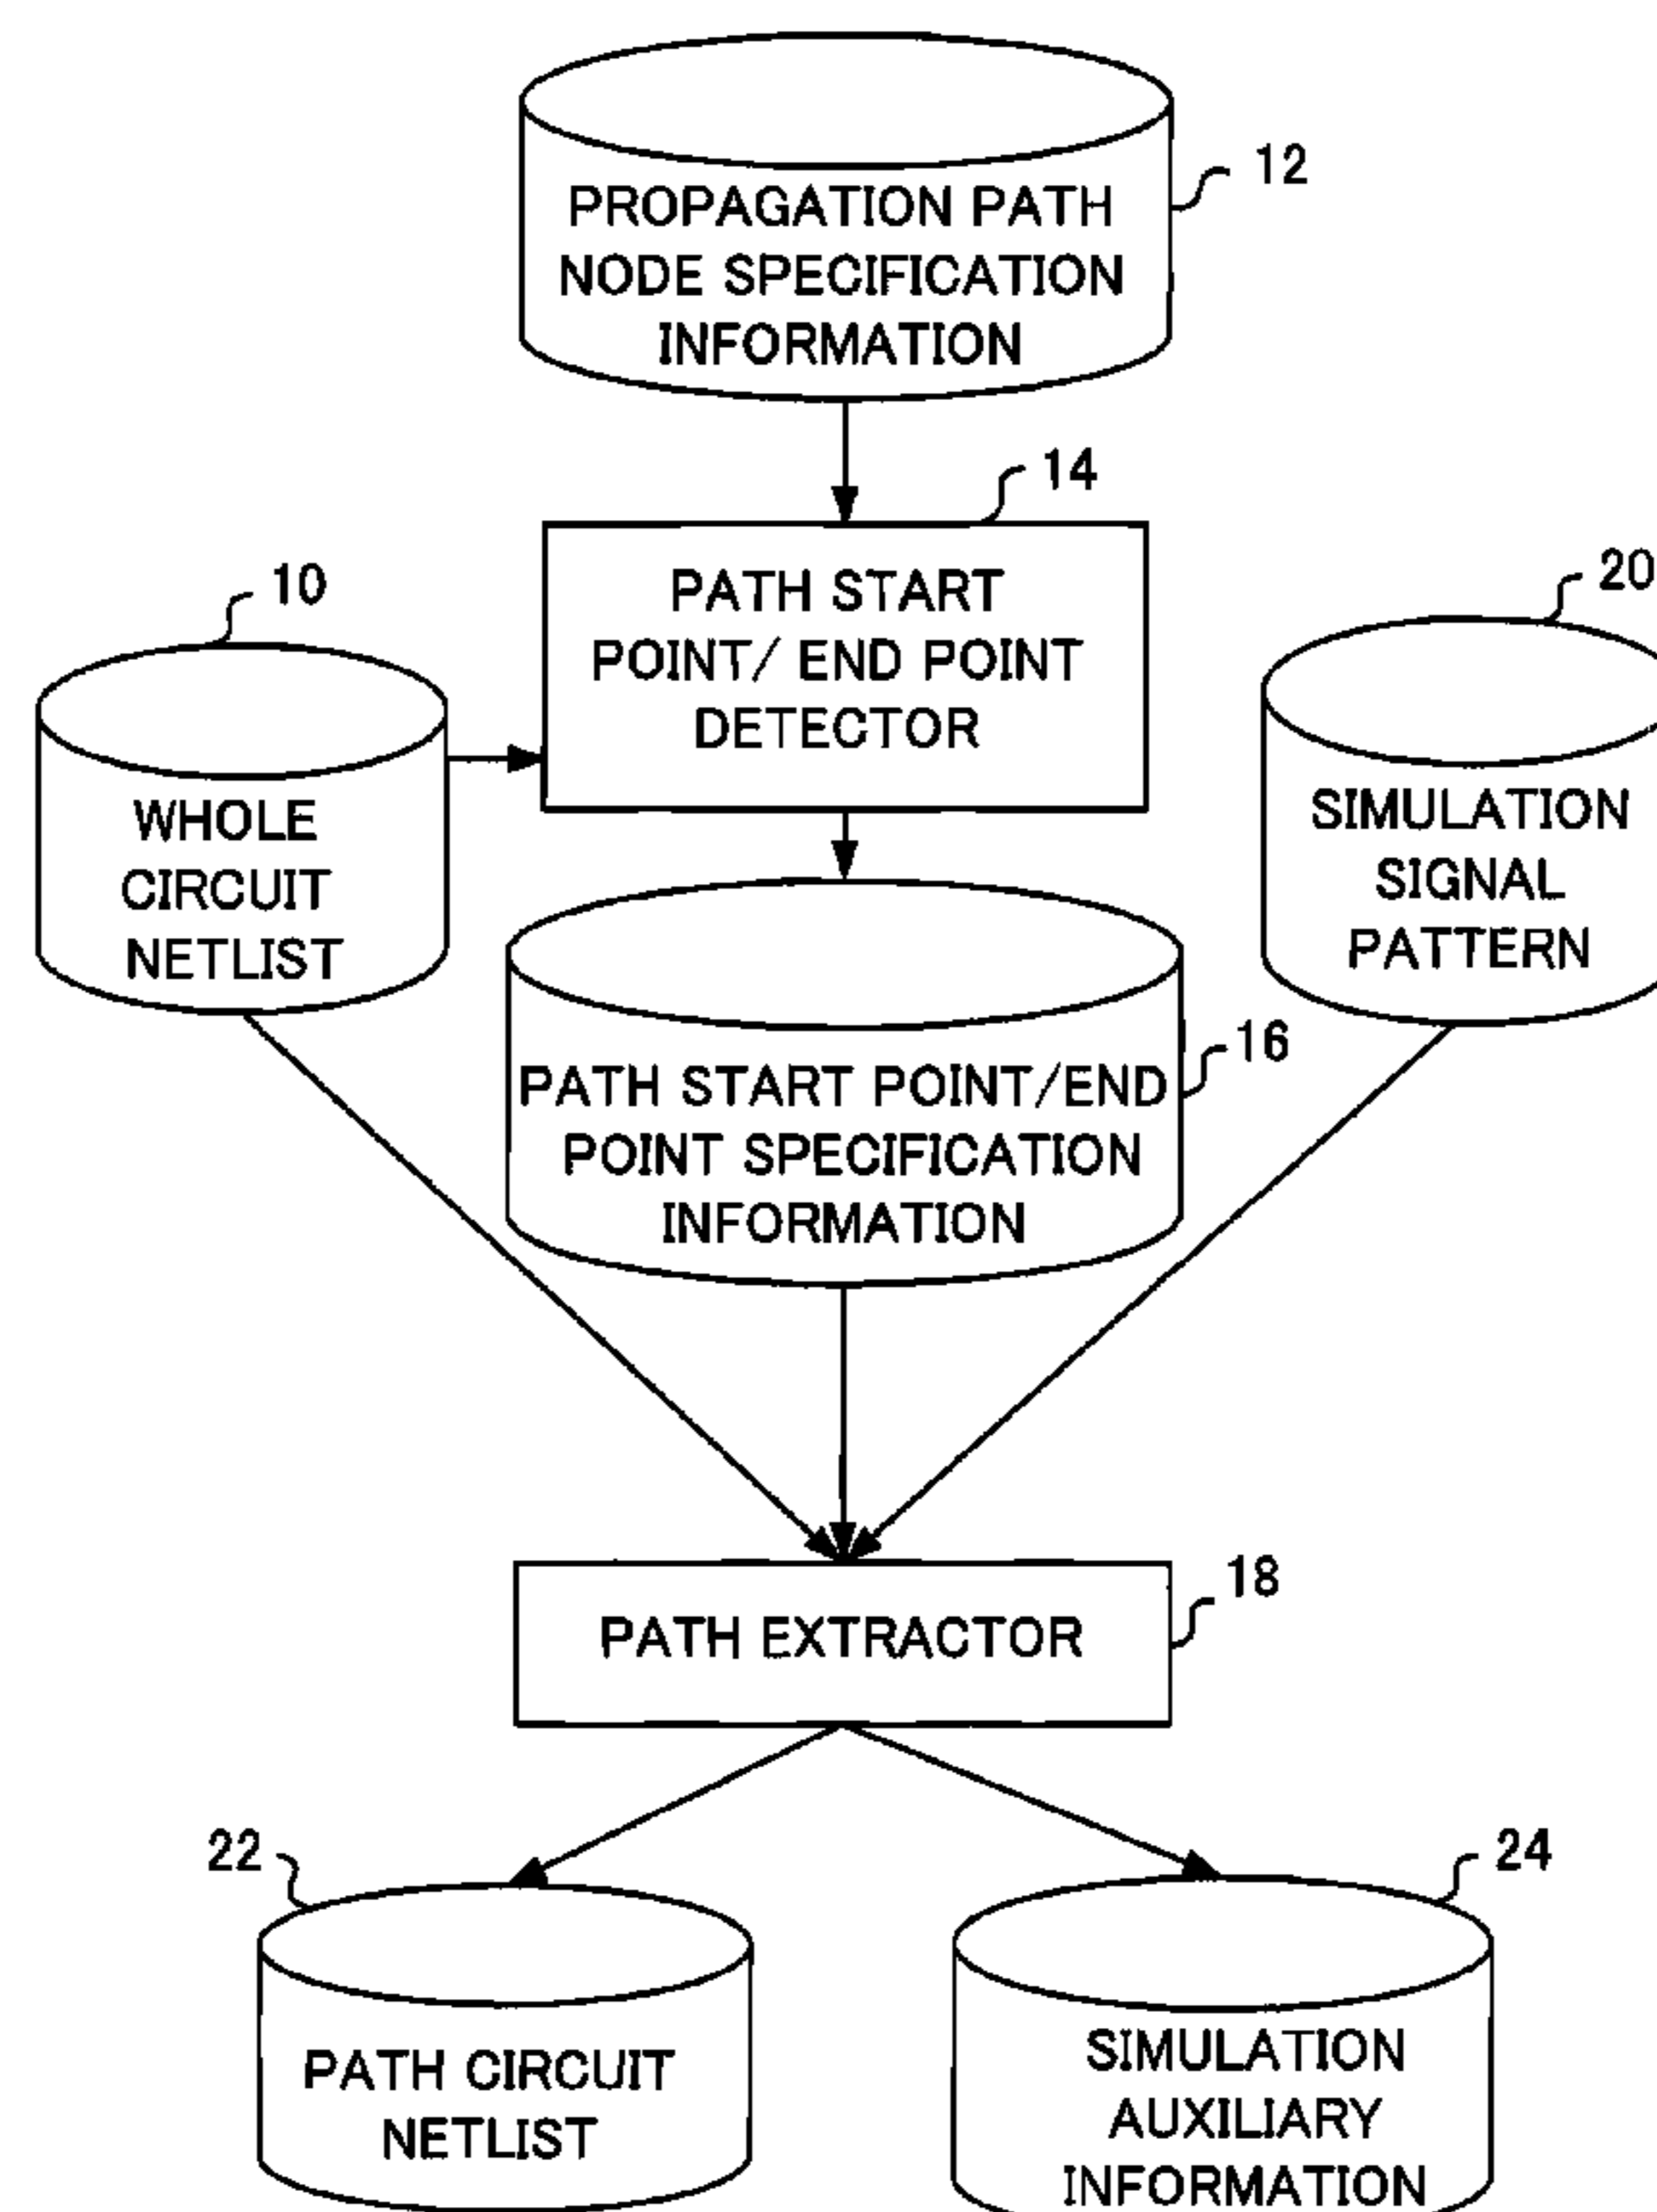 12
PROPAGATION PATH
NODE SPECIFICATION
INFORMATION
14
PATH START
POINT/ END POINT
DETECTOR
10
WHOLE
CIRCUIT
NETLIST
20
SIMULATION
SIGNAL
PATTERN
16
PATH START POINT/END
POINT SPECIFICATION
INFORMATION
18
PATH EXTRACTOR
22
PATH CIRCUIT
NETLIST
24
SIMULATION
AUXILIARY
INFORMATION